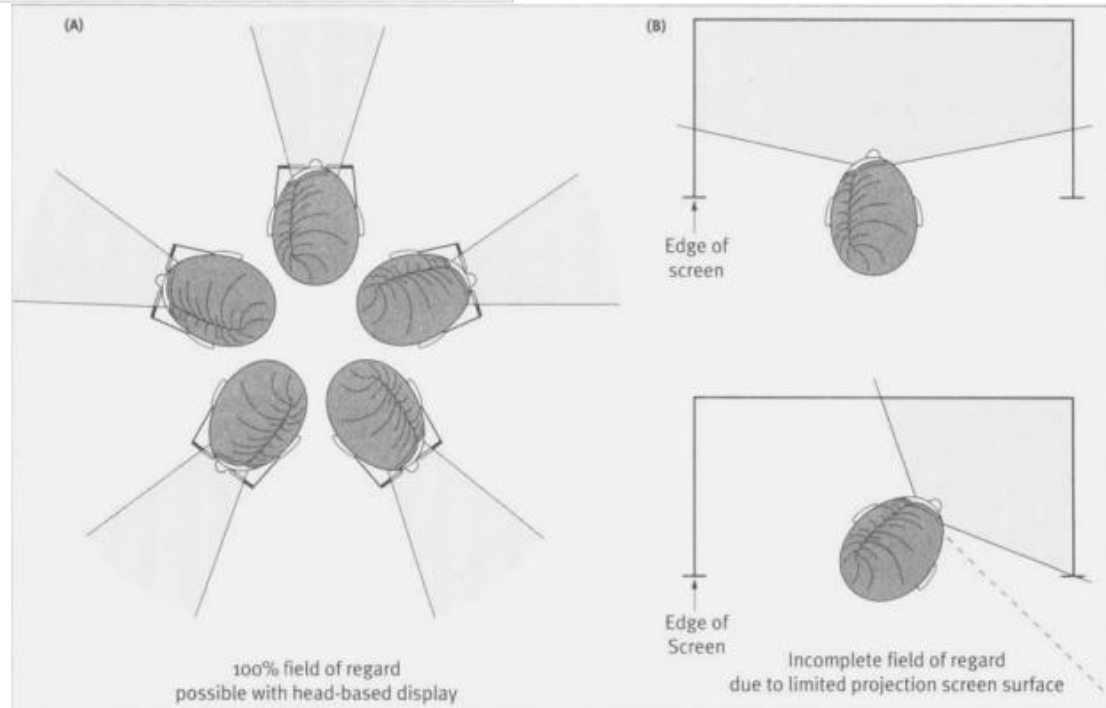 (A)
(B)
Edge of
screen
Edge of
Screen
100% field of regard
possible with head-based display
Incomplete field of regard
due to limited projection screen surface